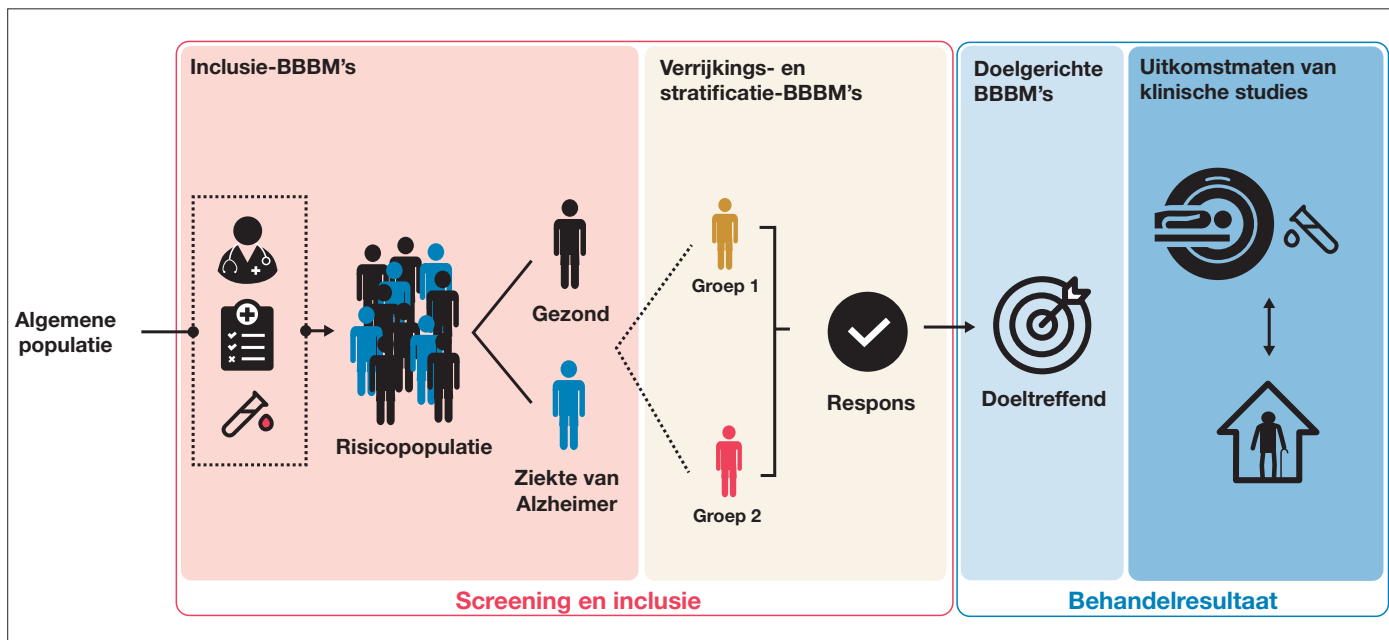 Inclusie-BBBM’s
Verrijkings- en
stratificatie-BBBM’s
Doelgerichte
BBBM’s
Uitkomstmaten van
klinische studies
Algemene
populatie
Risicopopulatie
Gezond
Ziekte van
Alzheimer
Groep 1
Groep 2
Respons
Doeltreffend
Screening en inclusie
Behandelresultaat